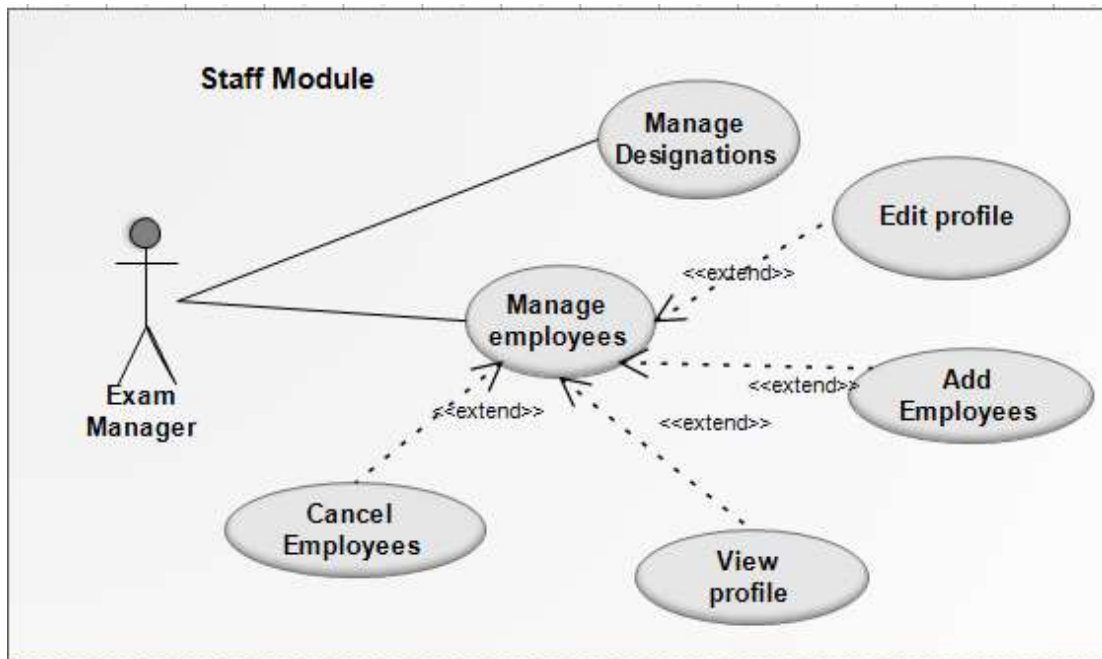 Staff Module
Manage
Designations
Edit profile
<<extend>>
Manage
employees
Add
Employees
<<extend>>
Exam
Manager
<<extend>>
<<extend>>
Cancel
Employees
View
profile